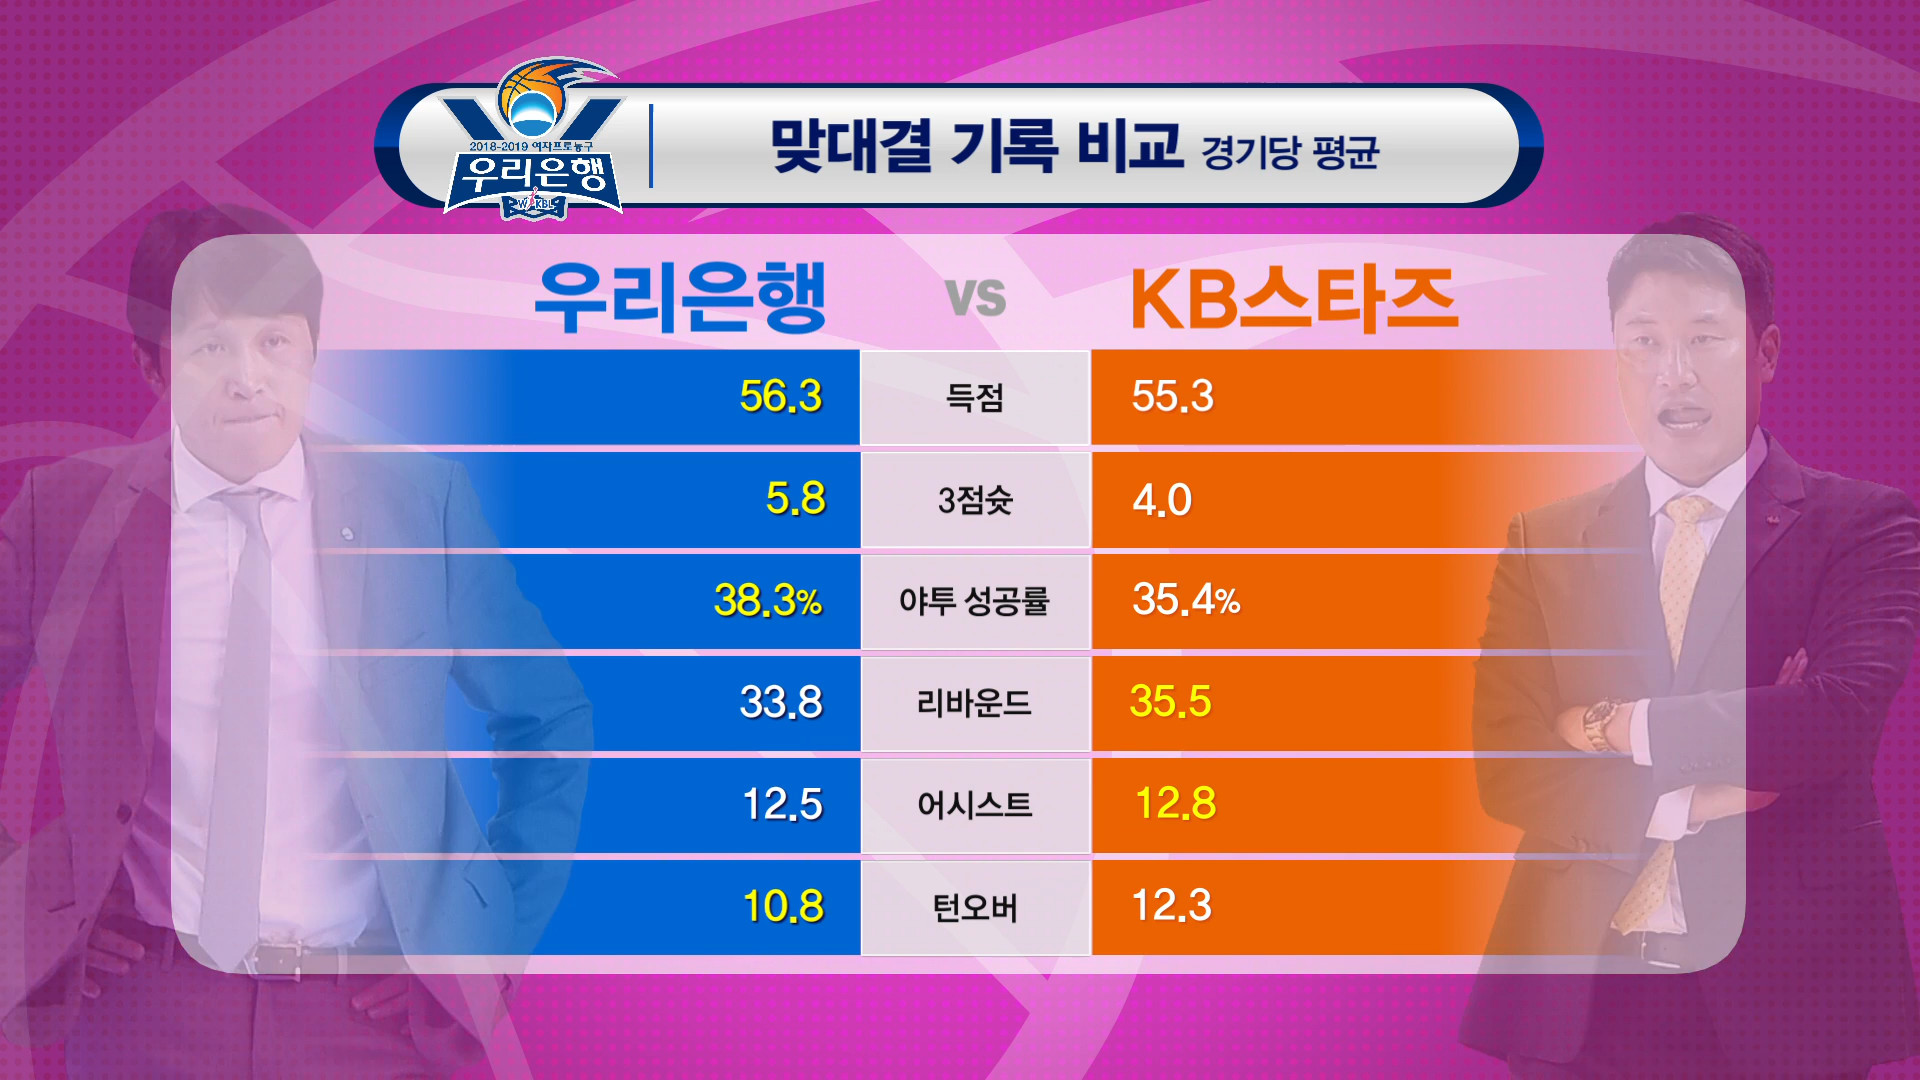 2018-2019 여자프로농구
우리은행
WKBL
맞대결 기록 비교 경기당 평균
우리은행 VS KB스타즈
56.3 득점 55.3
5.8 3점슛 4.0
38.3% 야투 성공률 35.4%
33.8 리바운드 35.5
12.5 어시스트 12.8
10.8 턴오버 12.3